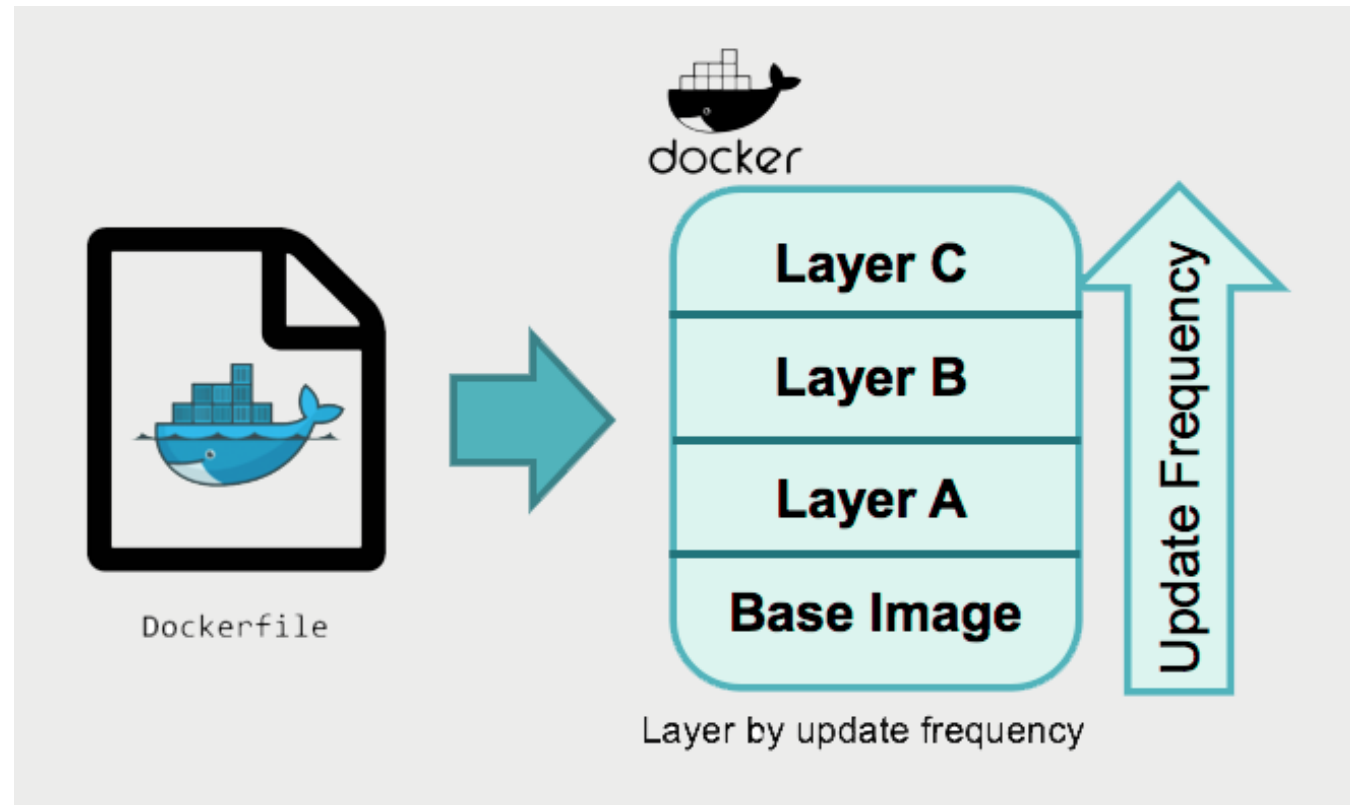 docker
Layer C
Layer B
Layer A
Base Image
Update Frequency
Dockerfile
Layer by update frequency